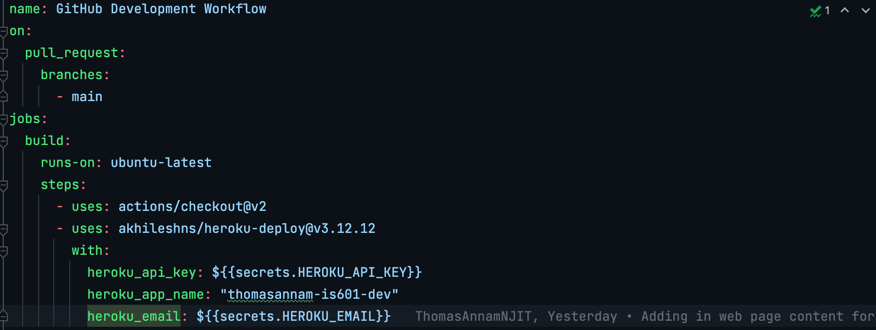 name: GitHub Development Workflow
1
on:
pull_request:
branches:
- main
jobs:
build:
runs-on: ubuntu-latest
steps:
- uses: actions/checkout@v2
- uses: akhileshns/heroku-deploy@v3.12.12
with:
heroku_api_key: ${{secrets.HEROKU_API_KEY}}
heroku_app_name: "thomasannam-is601-dev"
heroku_email: ${{secrets.HEROKU_EMAIL}} ThomasAnnamNJIT, Yesterday • Adding in web page content for